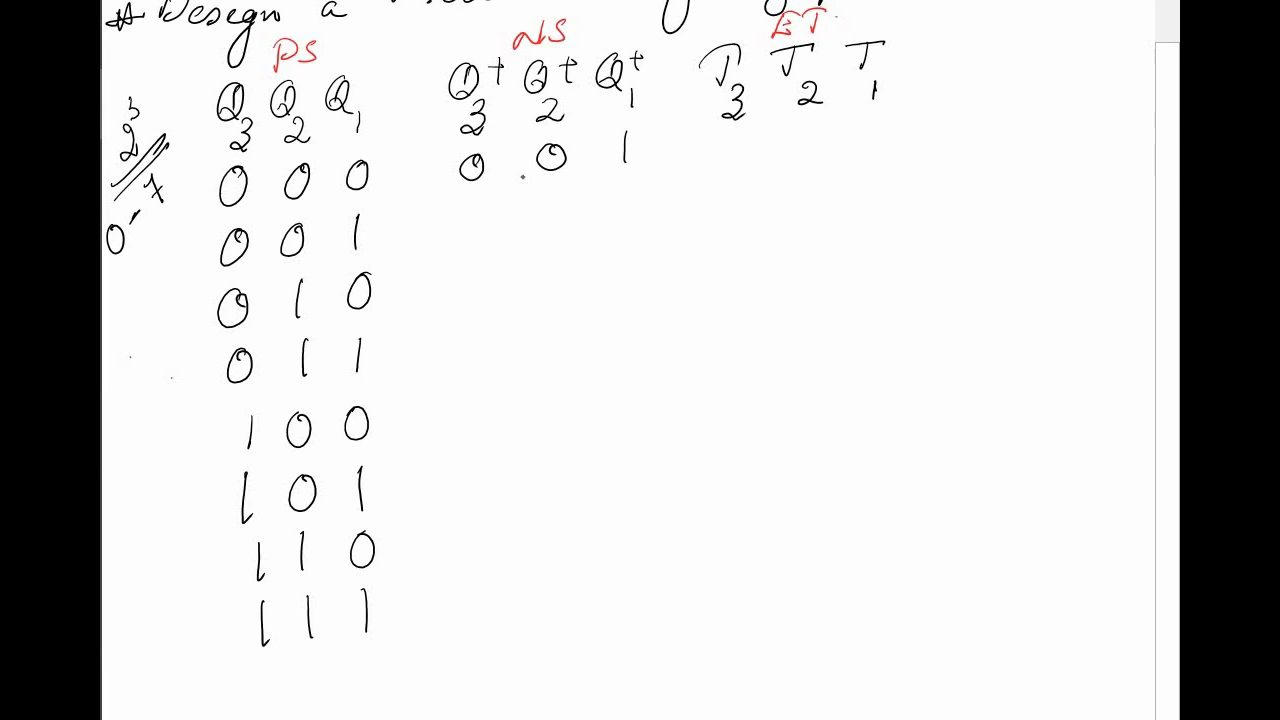 # Design a
PS NS ET
Q3 Q2 Q1 Q3+ Q2+ Q1+ T3 T2 T1
2^3
0 0 0 0 0 1
0 0 1
0 1 0
0 1 1
1 0 0
1 0 1
1 1 0
1 1 1